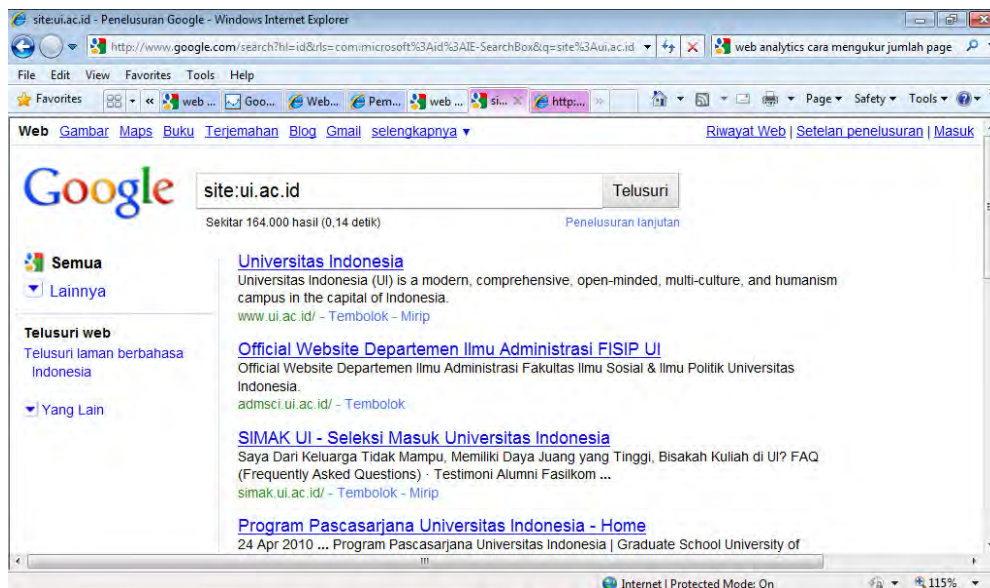 site:ui.ac.id - Penelusuran Google - Windows Internet Explorer
http://www.google.com/search?hl=id&rls=com.microsoft%3Aid%3AIE-SearchBox&q=site%3Aui.ac.id
web analytics cara mengukur jumlah page
File Edit View Favorites Tools Help
Favorites « web ... Goo... Web... Pem... web ... si... http:... » Page Safety Tools
Web Gambar Maps Buku Terjemahan Blog Gmail selengkapnya ▼ Riwayat Web | Setelan penelusuran | Masuk
Google site:ui.ac.id Telusuri
Sekitar 164.000 hasil (0,14 detik) Penelusuran lanjutan
Semua
Lainnya
Telusuri web
Telusuri laman berbahasa
Indonesia
Yang Lain
Universitas Indonesia
Universitas Indonesia (UI) is a modern, comprehensive, open-minded, multi-culture, and humanism
campus in the capital of Indonesia.
www.ui.ac.id/ - Tembolok - Mirip
Official Website Departemen Ilmu Administrasi FISIP UI
Official Website Departemen Ilmu Administrasi Fakultas Ilmu Sosial & Ilmu Politik Universitas
Indonesia.
admsci.ui.ac.id/ - Tembolok
SIMAK UI - Seleksi Masuk Universitas Indonesia
Saya Dari Keluarga Tidak Mampu, Memiliki Daya Juang yang Tinggi, Bisakah Kuliah di UI? FAQ
(Frequently Asked Questions) · Testimoni Alumni Fasilkom ...
simak.ui.ac.id/ - Tembolok - Mirip
Program Pascasarjana Universitas Indonesia - Home
24 Apr 2010 ... Program Pascasarjana Universitas Indonesia | Graduate School University of
Internet | Protected Mode: On 115%